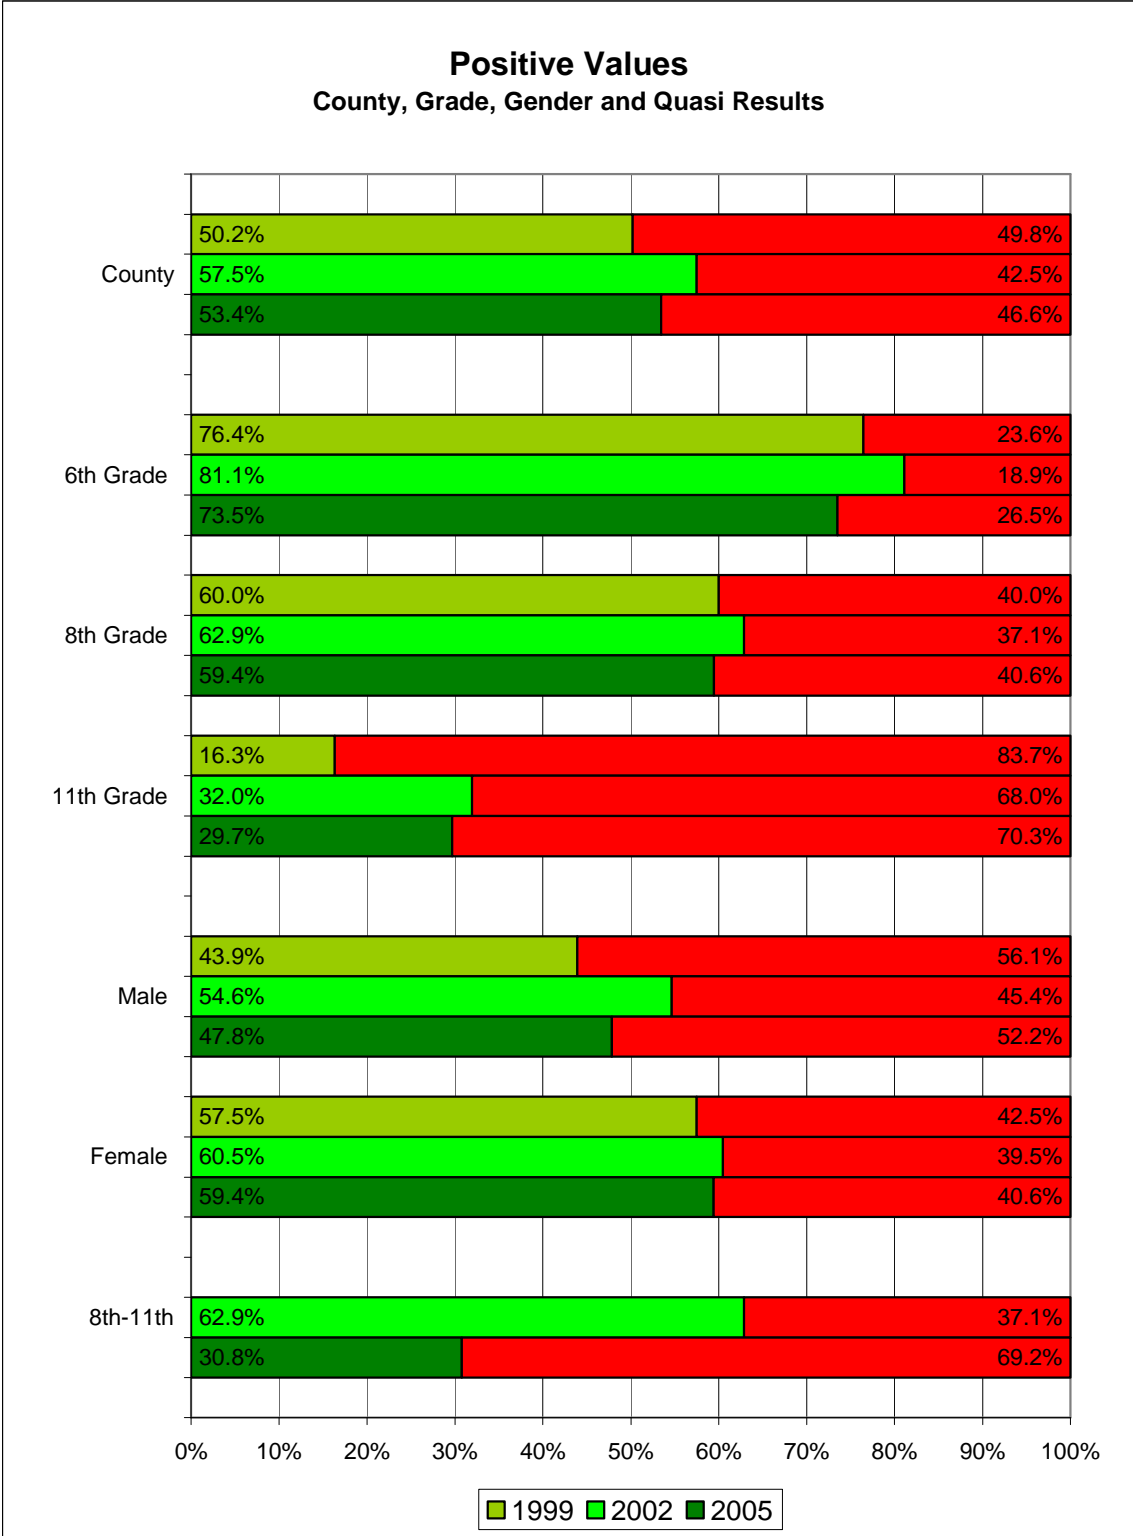 Positive Values
County, Grade, Gender and Quasi Results
50.2% 49.8%
County 57.5% 42.5%
53.4% 46.6%
76.4% 23.6%
6th Grade 81.1% 18.9%
73.5% 26.5%
60.0% 40.0%
8th Grade 62.9% 37.1%
59.4% 40.6%
16.3% 83.7%
11th Grade 32.0% 68.0%
29.7% 70.3%
43.9% 56.1%
Male 54.6% 45.4%
47.8% 52.2%
57.5% 42.5%
Female 60.5% 39.5%
59.4% 40.6%
8th-11th 62.9% 37.1%
30.8% 69.2%
0% 10% 20% 30% 40% 50% 60% 70% 80% 90% 100%
1999 2002 2005